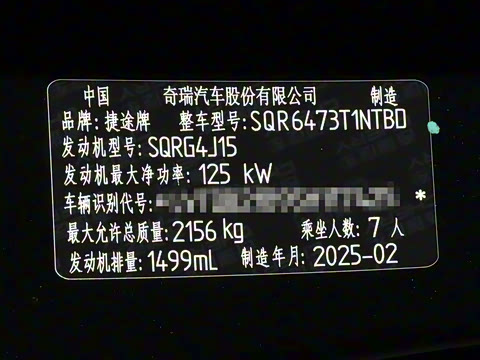 中国 奇瑞汽车股份有限公司 制造
品牌: 捷途牌 整车型号: SQR6473T1NTBD
发动机型号: SQRG4J15
发动机最大净功率: 125 kW
车辆识别代号: *
最大允许总质量: 2156 kg 乘坐人数: 7 人
发动机排量: 1499mL 制造年月: 2025-02